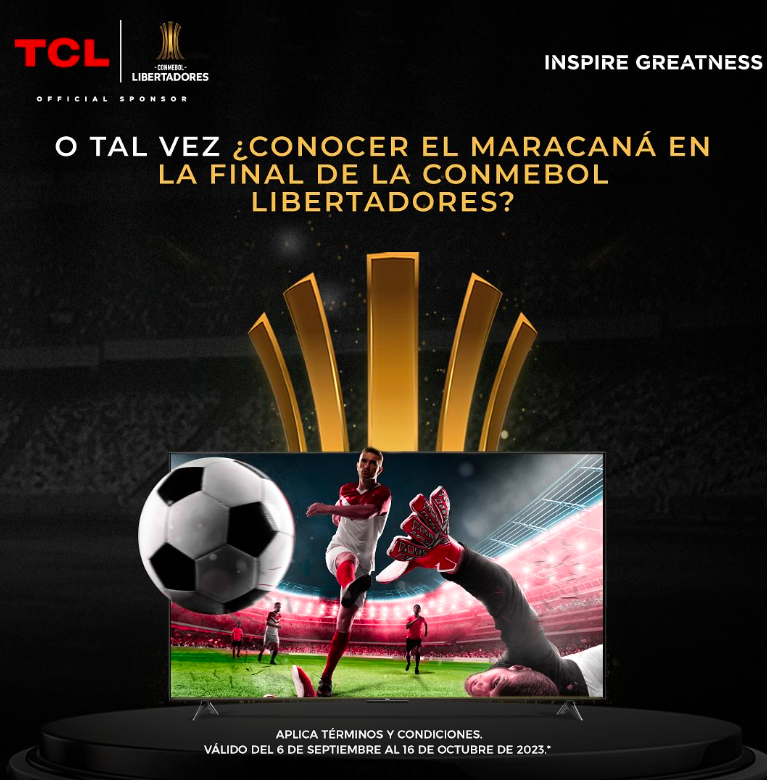 TCL
-CONMEBOL-
LIBERTADORES
OFFICIAL SPONSOR
INSPIRE GREATNESS
O TAL VEZ ¿CONOCER EL MARACANÁ EN
LA FINAL DE LA CONMEBOL
LIBERTADORES?
APLICA TÉRMINOS Y CONDICIONES.
VÁLIDO DEL 6 DE SEPTIEMBRE AL 16 DE OCTUBRE DE 2023.*